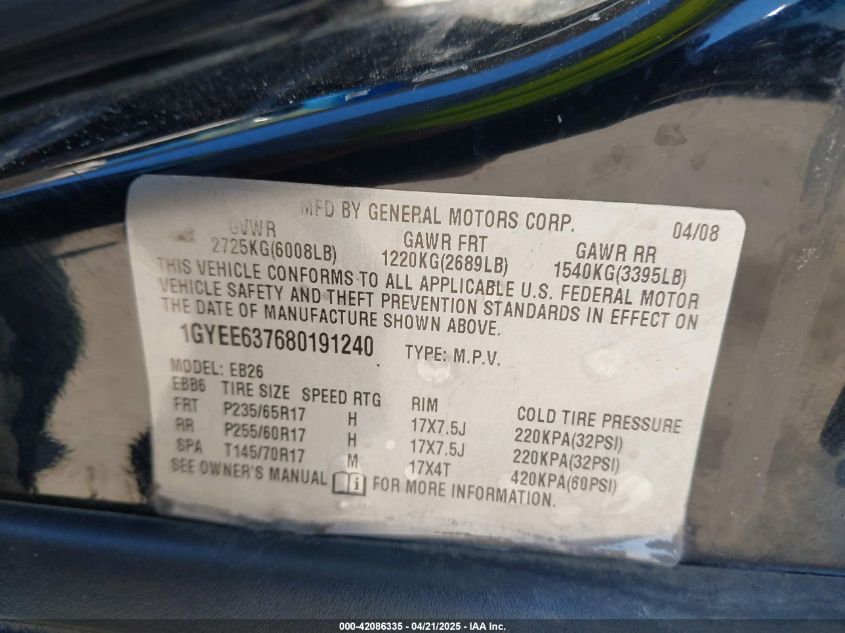 MFD BY GENERAL MOTORS CORP. 04/08
GVWR GAWR FRT GAWR RR
2725KG(6008LB) 1220KG(2689LB) 1540KG(3395LB)
THIS VEHICLE CONFORMS TO ALL APPLICABLE U.S. FEDERAL MOTOR
VEHICLE SAFETY AND THEFT PREVENTION STANDARDS IN EFFECT ON
THE DATE OF MANUFACTURE SHOWN ABOVE.
1GYEE637680191240 TYPE: M.P.V.
MODEL: EB26
EBB6 TIRE SIZE SPEED RTG RIM COLD TIRE PRESSURE
FRT P235/65R17 H 17X7.5J 220KPA(32PSI)
RR P255/60R17 H 17X7.5J 220KPA(32PSI)
SPA T145/70R17 M 17X4T 420KPA(60PSI)
SEE OWNER'S MANUAL i FOR MORE INFORMATION.
000-42086335 - 04/21/2025 - IAA Inc.